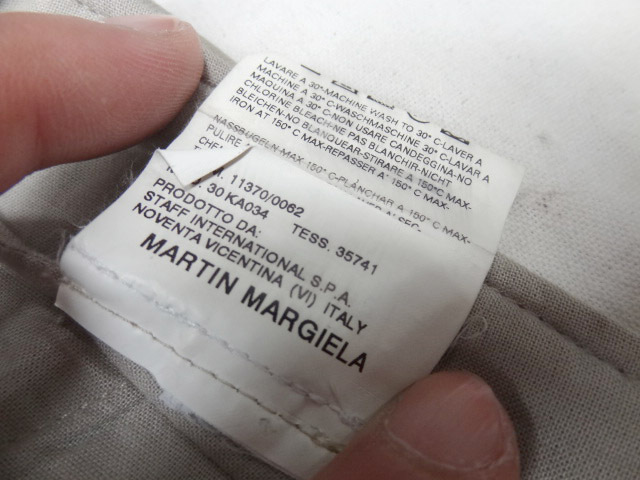 LAVARE A 30°-MACHINE WASH TO 30° C-LAVER A
MACHINE A 30° C-WASCHMASCHINE 30° C-LAVAR A
MAQUINA A 30° C-NON USARE CANDEGGINA-NO
CHLORINE BLEACH-NE PAS BLANCHIR-NICHT
BLEICHEN-NO BLANQUEAR-STIRARE A 150°C MAX-
IRON AT 150° C MAX-REPASSER A' 150° C MAX-
NASSBUGELN MAX 150° C-PLANCHAR A 150° C MAX-
PULIRE
CHE
M. 11370/0062
30 KA034 TESS. 35741
PRODOTTO DA:
STAFF INTERNATIONAL S.P.A.
NOVENTA VICENTINA (VI) ITALY
MARTIN MARGIELA